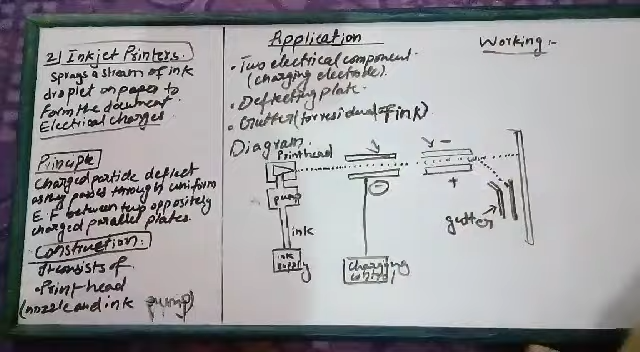 2) Inkjet Printers.
Sprays a stream of ink
droplet on paper to
form the document
Electrical charges
Principle
Charged particle deflect
as they passes through uniform
E.F between two oppositely
charged parallel plates.
Construction:
It consists of
• Print head
(nozzle and ink pump)
Application
• Two electrical component
(charging electrode).
• Deflecting plate.
• Gutter (for residual of ink)
Diagram.
Printhead
pump
ink
ink supply
−
charging
−
+
gutter
Working :-